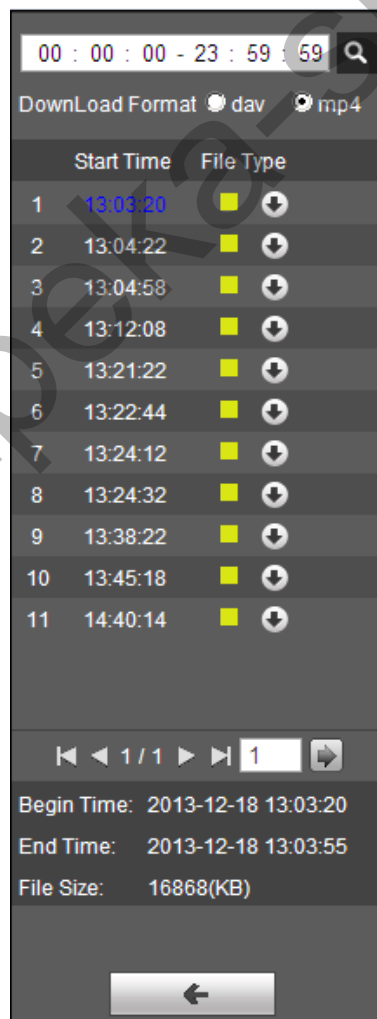 00 : 00 : 00 - 23 : 59 : 59
DownLoad Format dav mp4
Start Time File Type
1 13:03:20
2 13:04:22
3 13:04:58
4 13:12:08
5 13:21:22
6 13:22:44
7 13:24:12
8 13:24:32
9 13:38:22
10 13:45:18
11 14:40:14
1 / 1 1
Begin Time: 2013-12-18 13:03:20
End Time: 2013-12-18 13:03:55
File Size: 16868(KB)